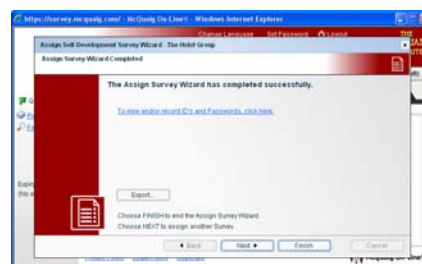 https://survey.mcquaig.com/ - McQuaig On-Line® - Windows Internet Explorer
Change Language Set Password Logout
Assign Self Development Survey Wizard - The Holst Group
Assign Survey Wizard Completed
The Assign Survey Wizard has completed successfully.
To view and/or record ID's and Passwords, click here.
Export...
Choose FINISH to end the Assign Survey Wizard.
Choose NEXT to assign another Survey.
Back Next Finish Cancel